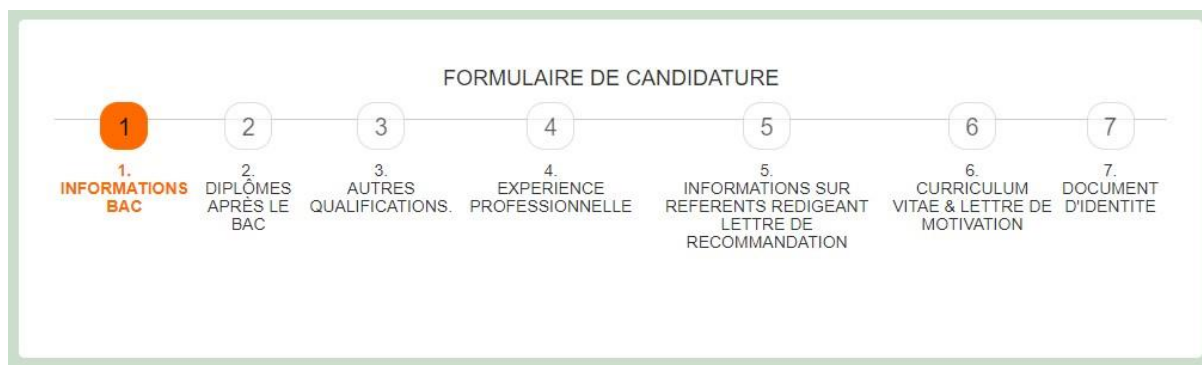 FORMULAIRE DE CANDIDATURE
1
2
3
4
5
6
7
1.
INFORMATIONS
BAC
2.
DIPLÔMES
APRÈS LE
BAC
3.
AUTRES
QUALIFICATIONS.
4.
EXPERIENCE
PROFESSIONNELLE
5.
INFORMATIONS SUR
REFERENTS REDIGEANT
LETTRE DE
RECOMMANDATION
6.
CURRICULUM
VITAE & LETTRE DE
MOTIVATION
7.
DOCUMENT
D'IDENTITE